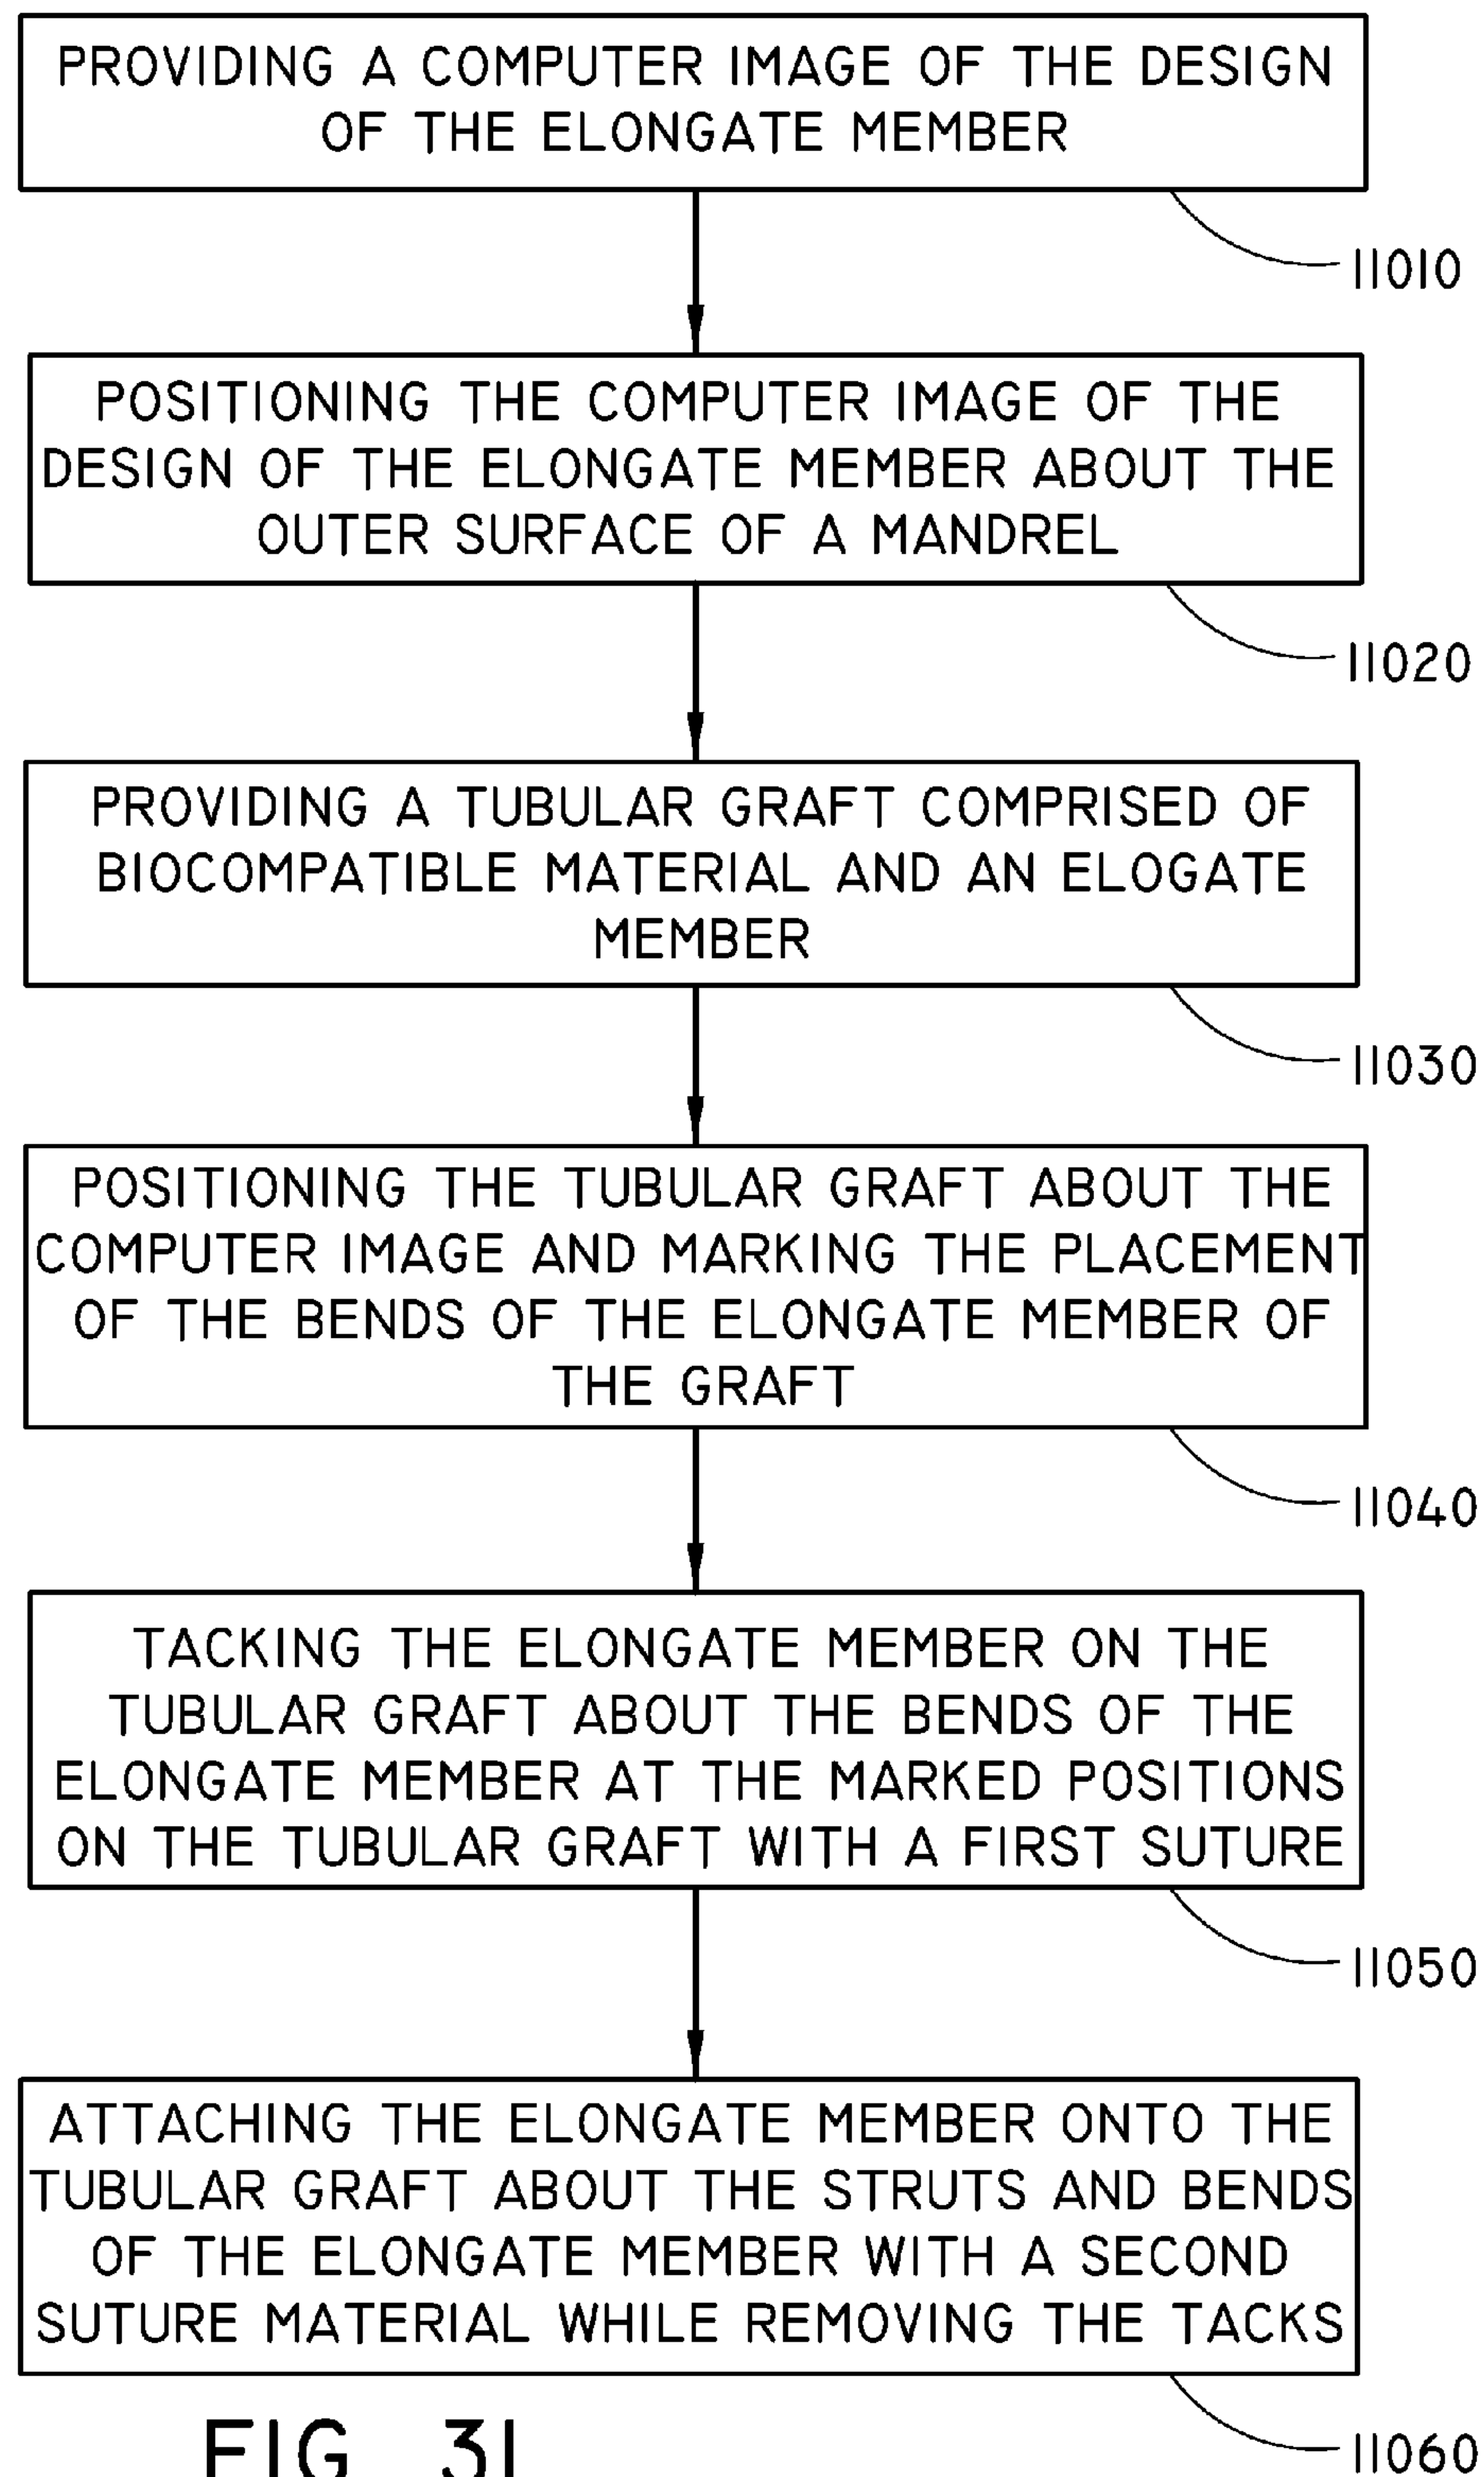 PROVIDING A COMPUTER IMAGE OF THE DESIGN
OF THE ELONGATE MEMBER
11010
POSITIONING THE COMPUTER IMAGE OF THE
DESIGN OF THE ELONGATE MEMBER ABOUT THE
OUTER SURFACE OF A MANDREL
11020
PROVIDING A TUBULAR GRAFT COMPRISED OF
BIOCOMPATIBLE MATERIAL AND AN ELOGATE
MEMBER
11030
POSITIONING THE TUBULAR GRAFT ABOUT THE
COMPUTER IMAGE AND MARKING THE PLACEMENT
OF THE BENDS OF THE ELONGATE MEMBER OF
THE GRAFT
11040
TACKING THE ELONGATE MEMBER ON THE
TUBULAR GRAFT ABOUT THE BENDS OF THE
ELONGATE MEMBER AT THE MARKED POSITIONS
ON THE TUBULAR GRAFT WITH A FIRST SUTURE
11050
ATTACHING THE ELONGATE MEMBER ONTO THE
TUBULAR GRAFT ABOUT THE STRUTS AND BENDS
OF THE ELONGATE MEMBER WITH A SECOND
SUTURE MATERIAL WHILE REMOVING THE TACKS
11060
FIG 31